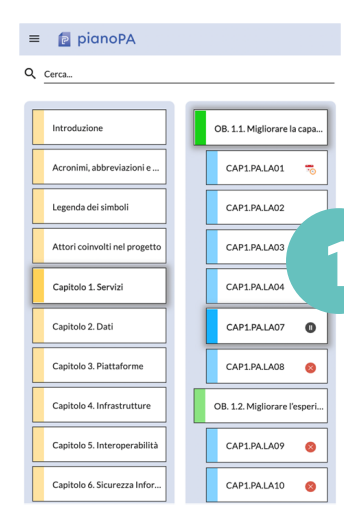 pianoPA
Cerca...
Introduzione
Acronimi, abbreviazioni e ...
Legenda dei simboli
Attori coinvolti nel progetto
Capitolo 1. Servizi
Capitolo 2. Dati
Capitolo 3. Piattaforme
Capitolo 4. Infrastrutture
Capitolo 5. Interoperabilità
Capitolo 6. Sicurezza Infor...
OB. 1.1. Migliorare la capa...
CAP1.PA.LA01
CAP1.PA.LA02
CAP1.PA.LA03
CAP1.PA.LA04
CAP1.PA.LA07
CAP1.PA.LA08
OB. 1.2. Migliorare l'esperi...
CAP1.PA.LA09
CAP1.PA.LA10
1